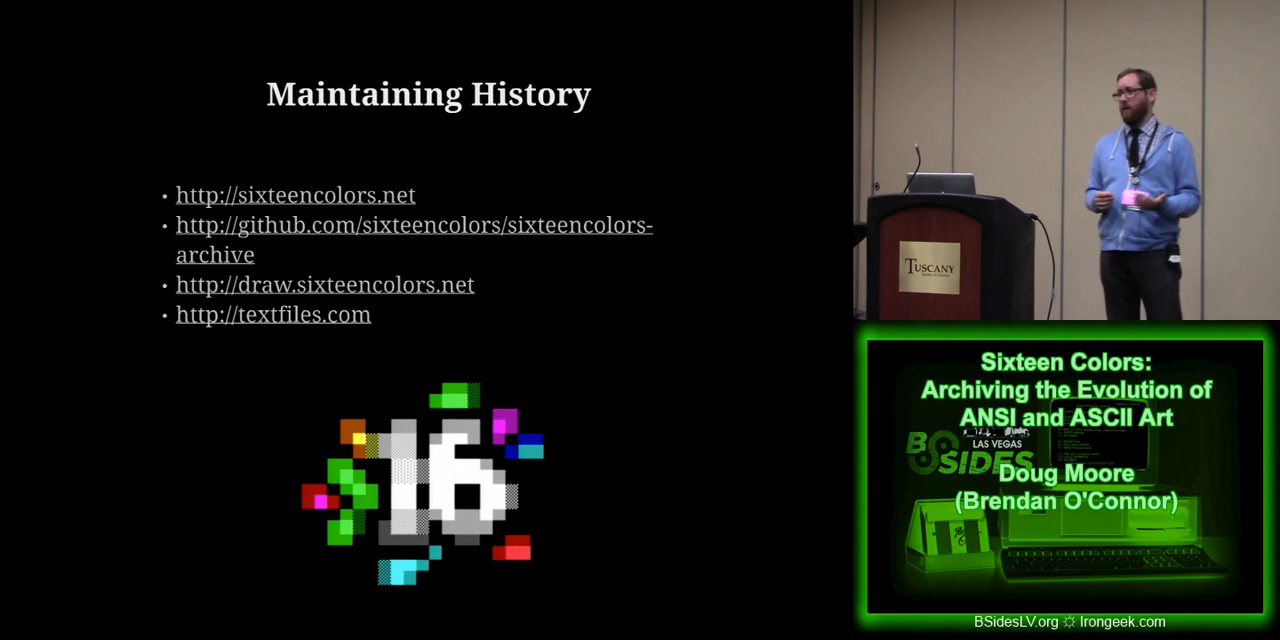 Maintaining History
• http://sixteencolors.net
• http://github.com/sixteencolors/sixteencolors-
archive
• http://draw.sixteencolors.net
• http://textfiles.com
16
TUSCANY
Sixteen Colors:
Archiving the Evolution of
ANSI and ASCII Art
LAS VEGAS
BSIDES
Doug Moore
(Brendan O'Connor)
BSidesLV.org ☼ Irongeek.com